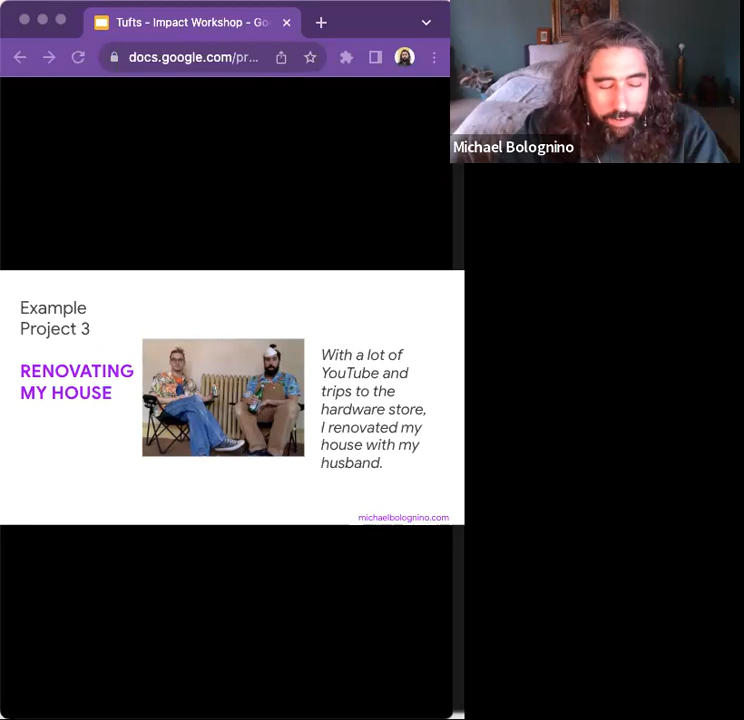 Tufts - Impact Workshop - Go
docs.google.com/pr...
Michael Bolognino
Example
Project 3
RENOVATING
MY HOUSE
With a lot of
YouTube and
trips to the
hardware store,
I renovated my
house with my
husband.
michaelbolognino.com